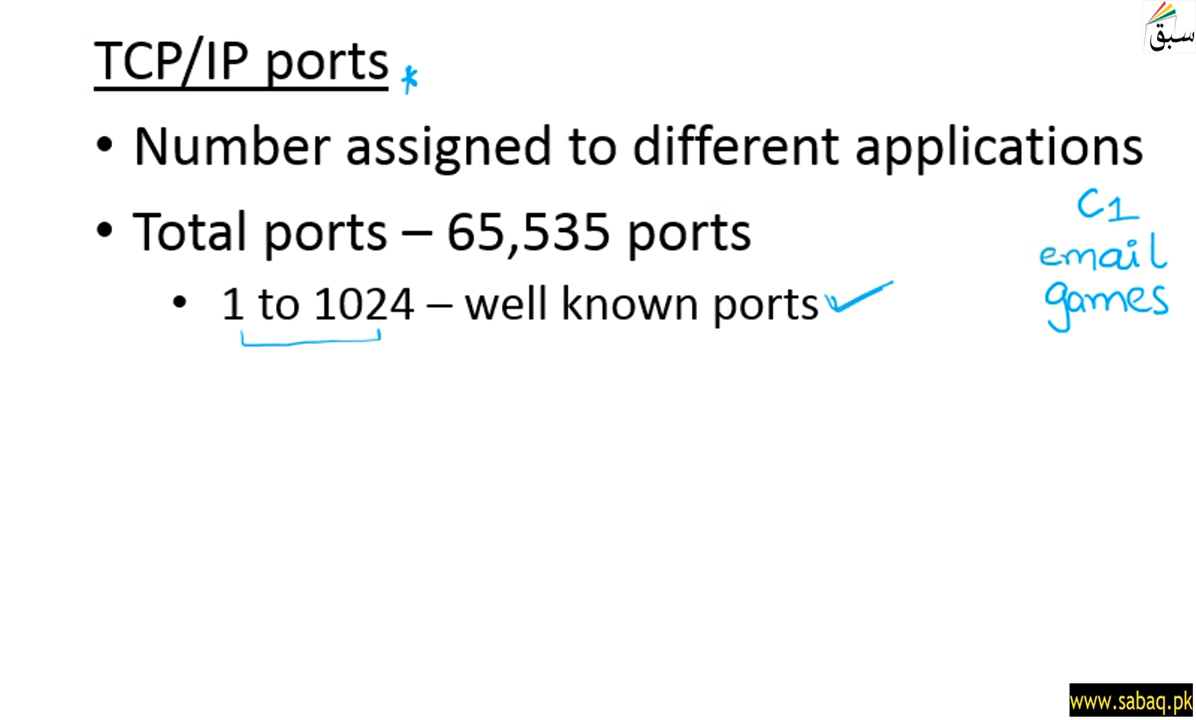 سبق
TCP/IP ports *
• Number assigned to different applications
• Total ports – 65,535 ports
• 1 to 1024 – well known ports
C1
email
games
www.sabaq.pk